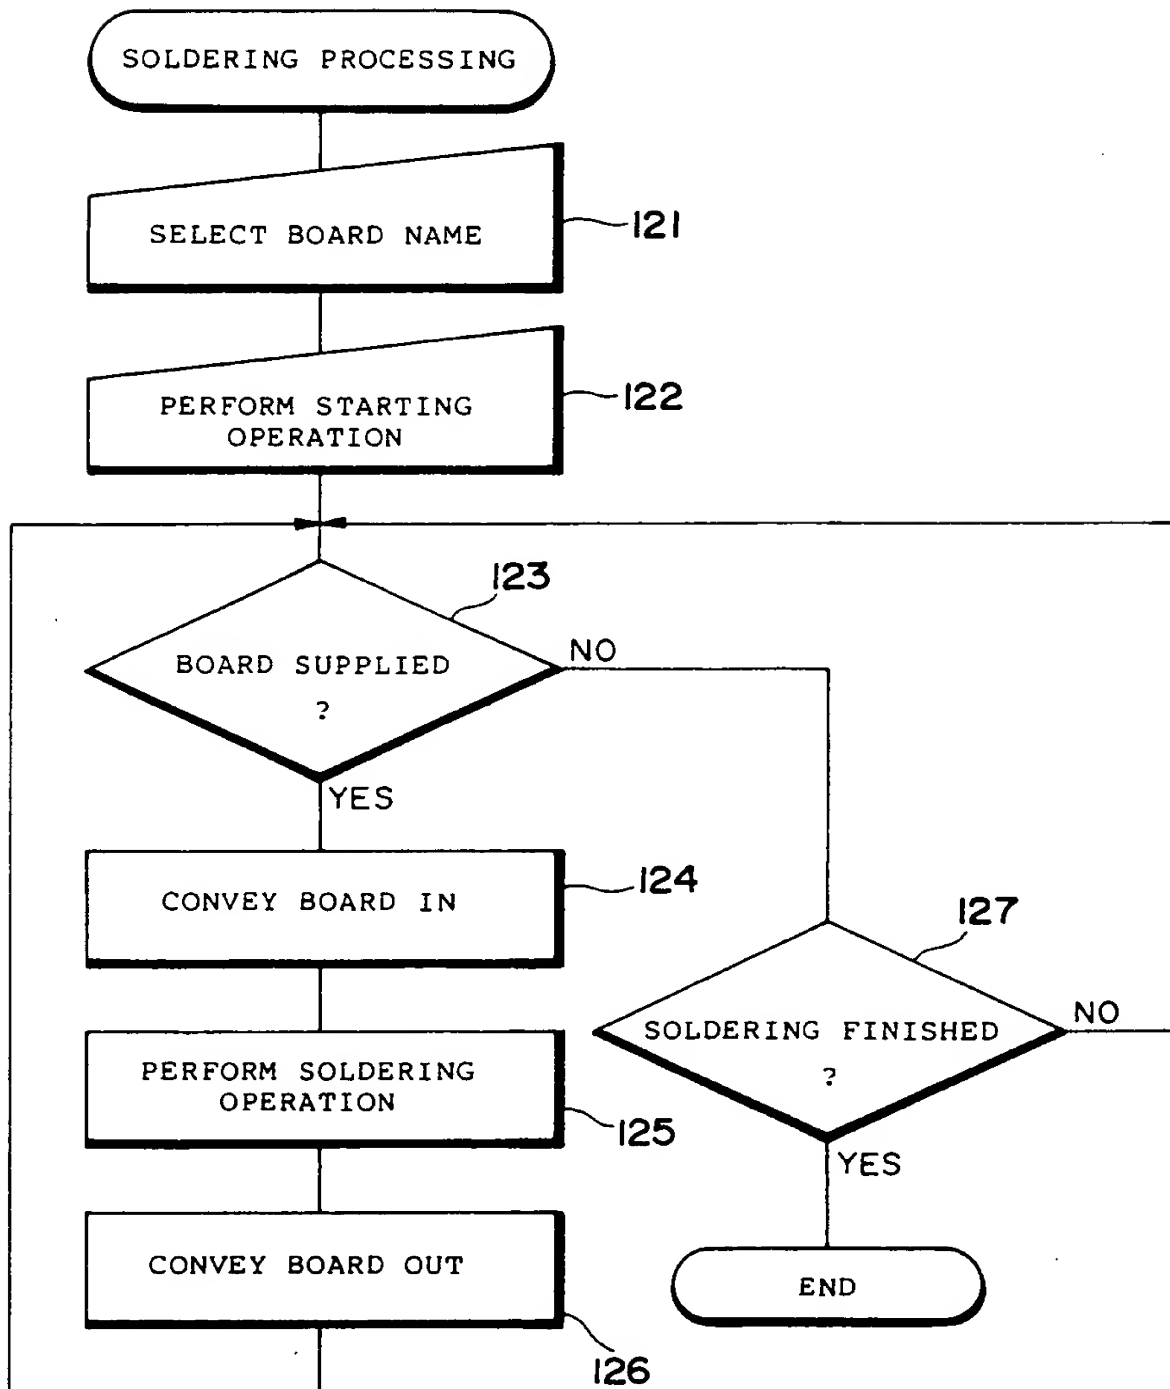 SOLDERING PROCESSING
SELECT BOARD NAME
121
PERFORM STARTING
OPERATION
122
123
BOARD SUPPLIED
?
NO
YES
CONVEY BOARD IN
124
127
SOLDERING FINISHED
?
NO
YES
PERFORM SOLDERING
OPERATION
125
CONVEY BOARD OUT
126
END